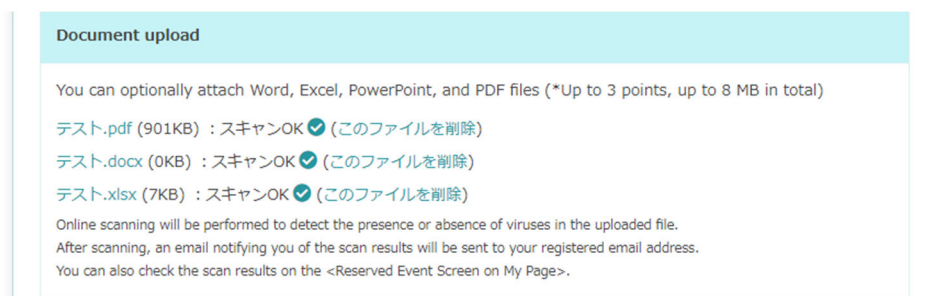 Document upload
You can optionally attach Word, Excel, PowerPoint, and PDF files (*Up to 3 points, up to 8 MB in total)
テスト.pdf (901KB) ：スキャンOK (このファイルを削除)
テスト.docx (0KB) ：スキャンOK (このファイルを削除)
テスト.xlsx (7KB) ：スキャンOK (このファイルを削除)
Online scanning will be performed to detect the presence or absence of viruses in the uploaded file.
After scanning, an email notifying you of the scan results will be sent to your registered email address.
You can also check the scan results on the <Reserved Event Screen on My Page>.